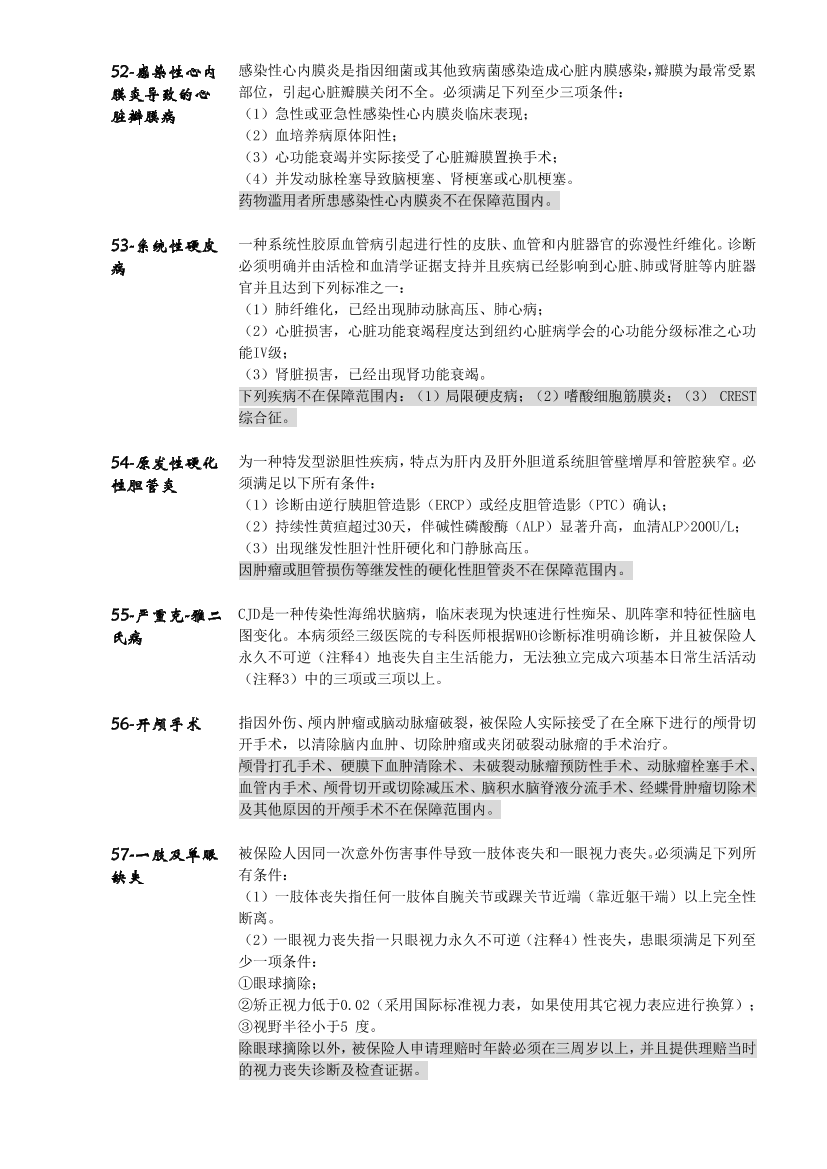 52-感染性心内
膜炎导致的心
脏瓣膜病
感染性心内膜炎是指因细菌或其他致病菌感染造成心脏内膜感染，瓣膜为最常受累
部位，引起心脏瓣膜关闭不全。必须满足下列至少三项条件：
（1）急性或亚急性感染性心内膜炎临床表现；
（2）血培养病原体阳性；
（3）心功能衰竭并实际接受了心脏瓣膜置换手术；
（4）并发动脉栓塞导致脑梗塞、肾梗塞或心肌梗塞。
药物滥用者所患感染性心内膜炎不在保障范围内。
53-系统性硬皮
病
一种系统性胶原血管病引起进行性的皮肤、血管和内脏器官的弥漫性纤维化。诊断
必须明确并由活检和血清学证据支持并且疾病已经影响到心脏、肺或肾脏等内脏器
官并且达到下列标准之一：
（1）肺纤维化，已经出现肺动脉高压、肺心病；
（2）心脏损害，心脏功能衰竭程度达到纽约心脏病学会的心功能分级标准之心功
能IV级；
（3）肾脏损害，已经出现肾功能衰竭。
下列疾病不在保障范围内：（1）局限硬皮病；（2）嗜酸细胞筋膜炎；（3） CREST
综合征。
54-原发性硬化
性胆管炎
为一种特发型淤胆性疾病，特点为肝内及肝外胆道系统胆管壁增厚和管腔狭窄。必
须满足以下所有条件：
（1）诊断由逆行胰胆管造影（ERCP）或经皮胆管造影（PTC）确认；
（2）持续性黄疸超过30天，伴碱性磷酸酶（ALP）显著升高，血清ALP>200U/L；
（3）出现继发性胆汁性肝硬化和门静脉高压。
因肿瘤或胆管损伤等继发性的硬化性胆管炎不在保障范围内。
55-严重克-雅二
氏病
CJD是一种传染性海绵状脑病，临床表现为快速进行性痴呆、肌阵挛和特征性脑电
图变化。本病须经三级医院的专科医师根据WHO诊断标准明确诊断，并且被保险人
永久不可逆（注释4）地丧失自主生活能力，无法独立完成六项基本日常生活活动
（注释3）中的三项或三项以上。
56-开颅手术
指因外伤、颅内肿瘤或脑动脉瘤破裂，被保险人实际接受了在全麻下进行的颅骨切
开手术，以清除脑内血肿、切除肿瘤或夹闭破裂动脉瘤的手术治疗。
颅骨打孔手术、硬膜下血肿清除术、未破裂动脉瘤预防性手术、动脉瘤栓塞手术、
血管内手术、颅骨切开或切除减压术、脑积水脑脊液分流手术、经蝶骨肿瘤切除术
及其他原因的开颅手术不在保障范围内。
57-一肢及单眼
缺失
被保险人因同一次意外伤害事件导致一肢体丧失和一眼视力丧失。必须满足下列所
有条件：
（1）一肢体丧失指任何一肢体自腕关节或踝关节近端（靠近躯干端）以上完全性
断离。
（2）一眼视力丧失指一只眼视力永久不可逆（注释4）性丧失，患眼须满足下列至
少一项条件：
①眼球摘除；
②矫正视力低于0.02（采用国际标准视力表，如果使用其它视力表应进行换算）；
③视野半径小于5 度。
除眼球摘除以外，被保险人申请理赔时年龄必须在三周岁以上，并且提供理赔当时
的视力丧失诊断及检查证据。